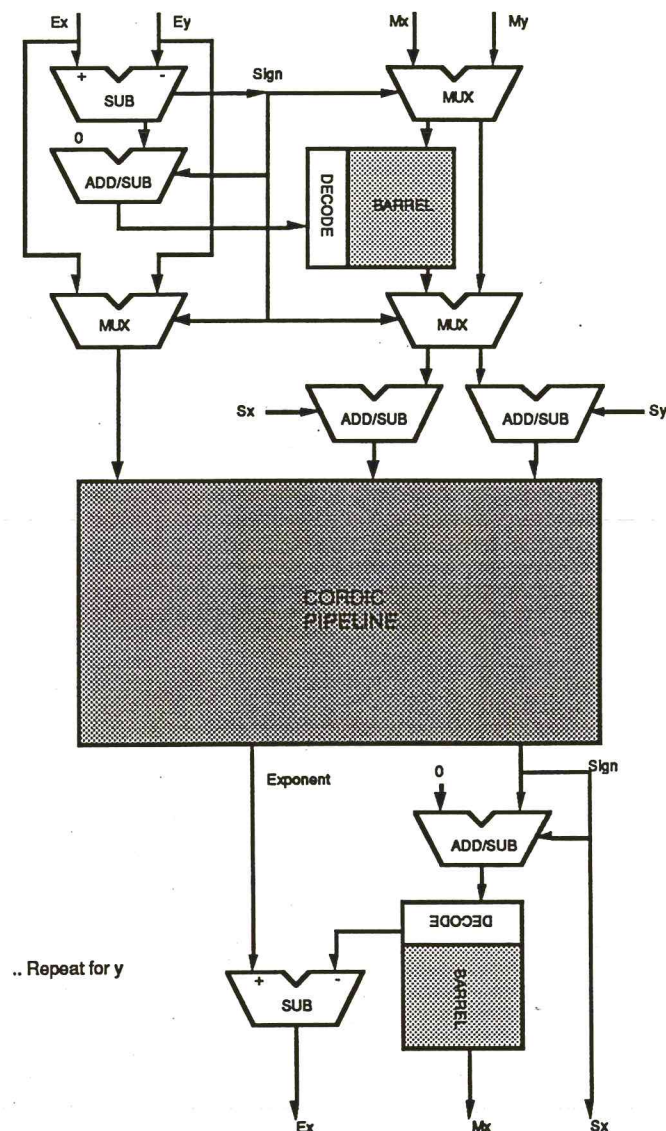 Ex Ey Mx My
+ - Sign
SUB MUX
0
ADD/SUB
DECODE
BARREL
MUX MUX
Sx ADD/SUB ADD/SUB Sy
CORDIC
PIPELINE
Exponent 0 Sign
ADD/SUB
DECODE
.. Repeat for y
+ -
SUB
BARREL
Ex Mx Sx